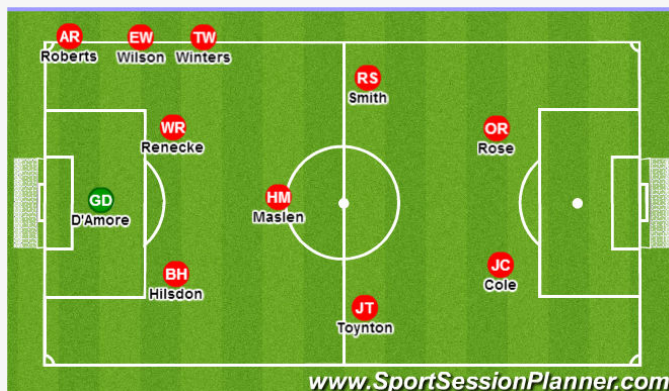 AR
Roberts
EW
Wilson
TW
Winters
RS
Smith
WR
Renecke
OR
Rose
GD
D'Amore
HM
Maslen
BH
Hilsdon
JC
Cole
JT
Toynton
www.SportSessionPlanner.com